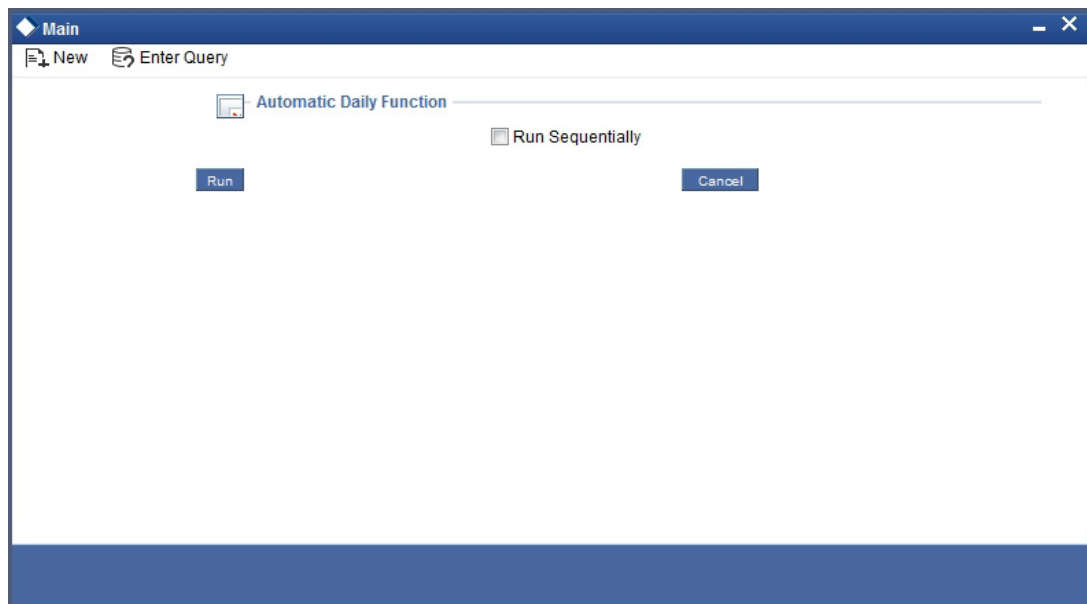 Main
New Enter Query
Automatic Daily Function
Run Sequentially
Run Cancel